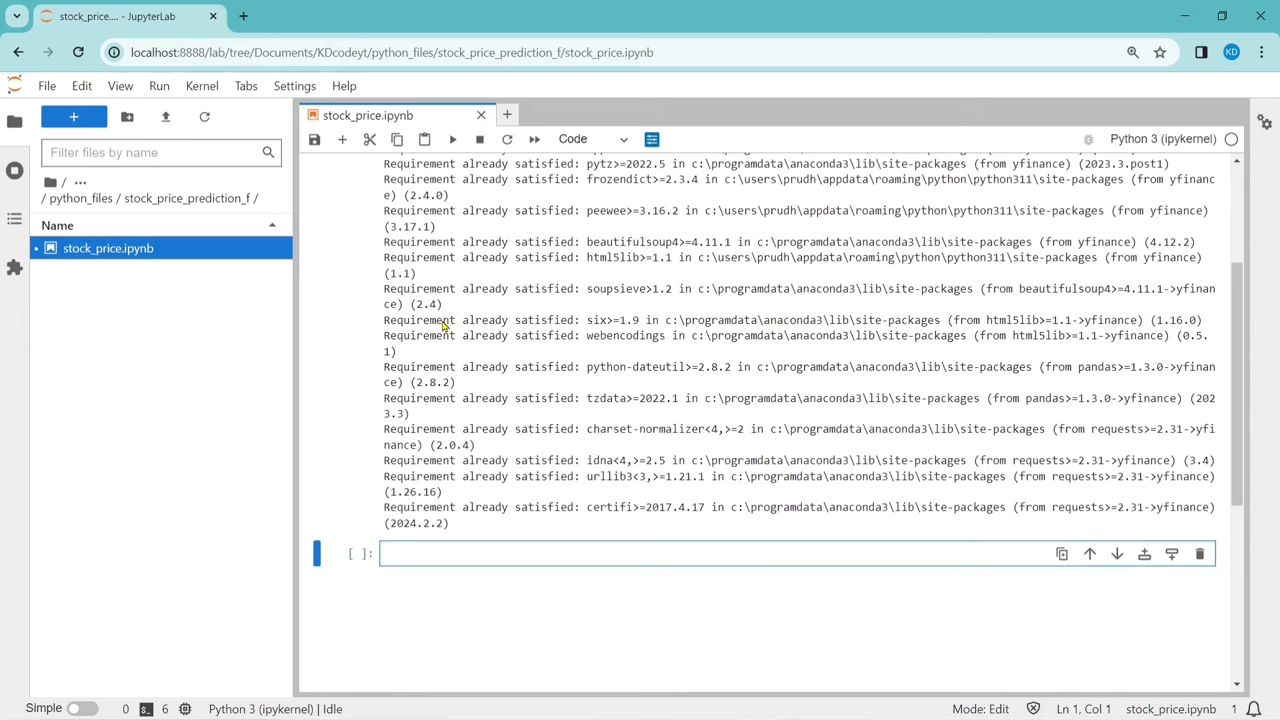 stock_price.... - JupyterLab
localhost:8888/lab/tree/Documents/KDcodeyt/python_files/stock_price_prediction_f/stock_price.ipynb
KD
File Edit View Run Kernel Tabs Settings Help
stock_price.ipynb
Code
Python 3 (ipykernel)
Filter files by name
/ ...
/ python_files / stock_price_prediction_f /
Name
stock_price.ipynb
Requirement already satisfied: pytz>=2022.5 in c:\programdata\anaconda3\lib\site-packages (from yfinance) (2023.3.post1)
Requirement already satisfied: frozendict>=2.3.4 in c:\users\prudh\appdata\roaming\python\python311\site-packages (from yfinanc
e) (2.4.0)
Requirement already satisfied: peewee>=3.16.2 in c:\users\prudh\appdata\roaming\python\python311\site-packages (from yfinance)
(3.17.1)
Requirement already satisfied: beautifulsoup4>=4.11.1 in c:\programdata\anaconda3\lib\site-packages (from yfinance) (4.12.2)
Requirement already satisfied: html5lib>=1.1 in c:\users\prudh\appdata\roaming\python\python311\site-packages (from yfinance)
(1.1)
Requirement already satisfied: soupsieve>1.2 in c:\programdata\anaconda3\lib\site-packages (from beautifulsoup4>=4.11.1->yfinan
ce) (2.4)
Requirement already satisfied: six>=1.9 in c:\programdata\anaconda3\lib\site-packages (from html5lib>=1.1->yfinance) (1.16.0)
Requirement already satisfied: webencodings in c:\programdata\anaconda3\lib\site-packages (from html5lib>=1.1->yfinance) (0.5.
1)
Requirement already satisfied: python-dateutil>=2.8.2 in c:\programdata\anaconda3\lib\site-packages (from pandas>=1.3.0->yfinan
ce) (2.8.2)
Requirement already satisfied: tzdata>=2022.1 in c:\programdata\anaconda3\lib\site-packages (from pandas>=1.3.0->yfinance) (202
3.3)
Requirement already satisfied: charset-normalizer<4,>=2 in c:\programdata\anaconda3\lib\site-packages (from requests>=2.31->yfi
nance) (2.0.4)
Requirement already satisfied: idna<4,>=2.5 in c:\programdata\anaconda3\lib\site-packages (from requests>=2.31->yfinance) (3.4)
Requirement already satisfied: urllib3<3,>=1.21.1 in c:\programdata\anaconda3\lib\site-packages (from requests>=2.31->yfinance)
(1.26.16)
Requirement already satisfied: certifi>=2017.4.17 in c:\programdata\anaconda3\lib\site-packages (from requests>=2.31->yfinance)
(2024.2.2)
[ ]:
Simple 0 6 Python 3 (ipykernel) | Idle Mode: Edit Ln 1, Col 1 stock_price.ipynb 1